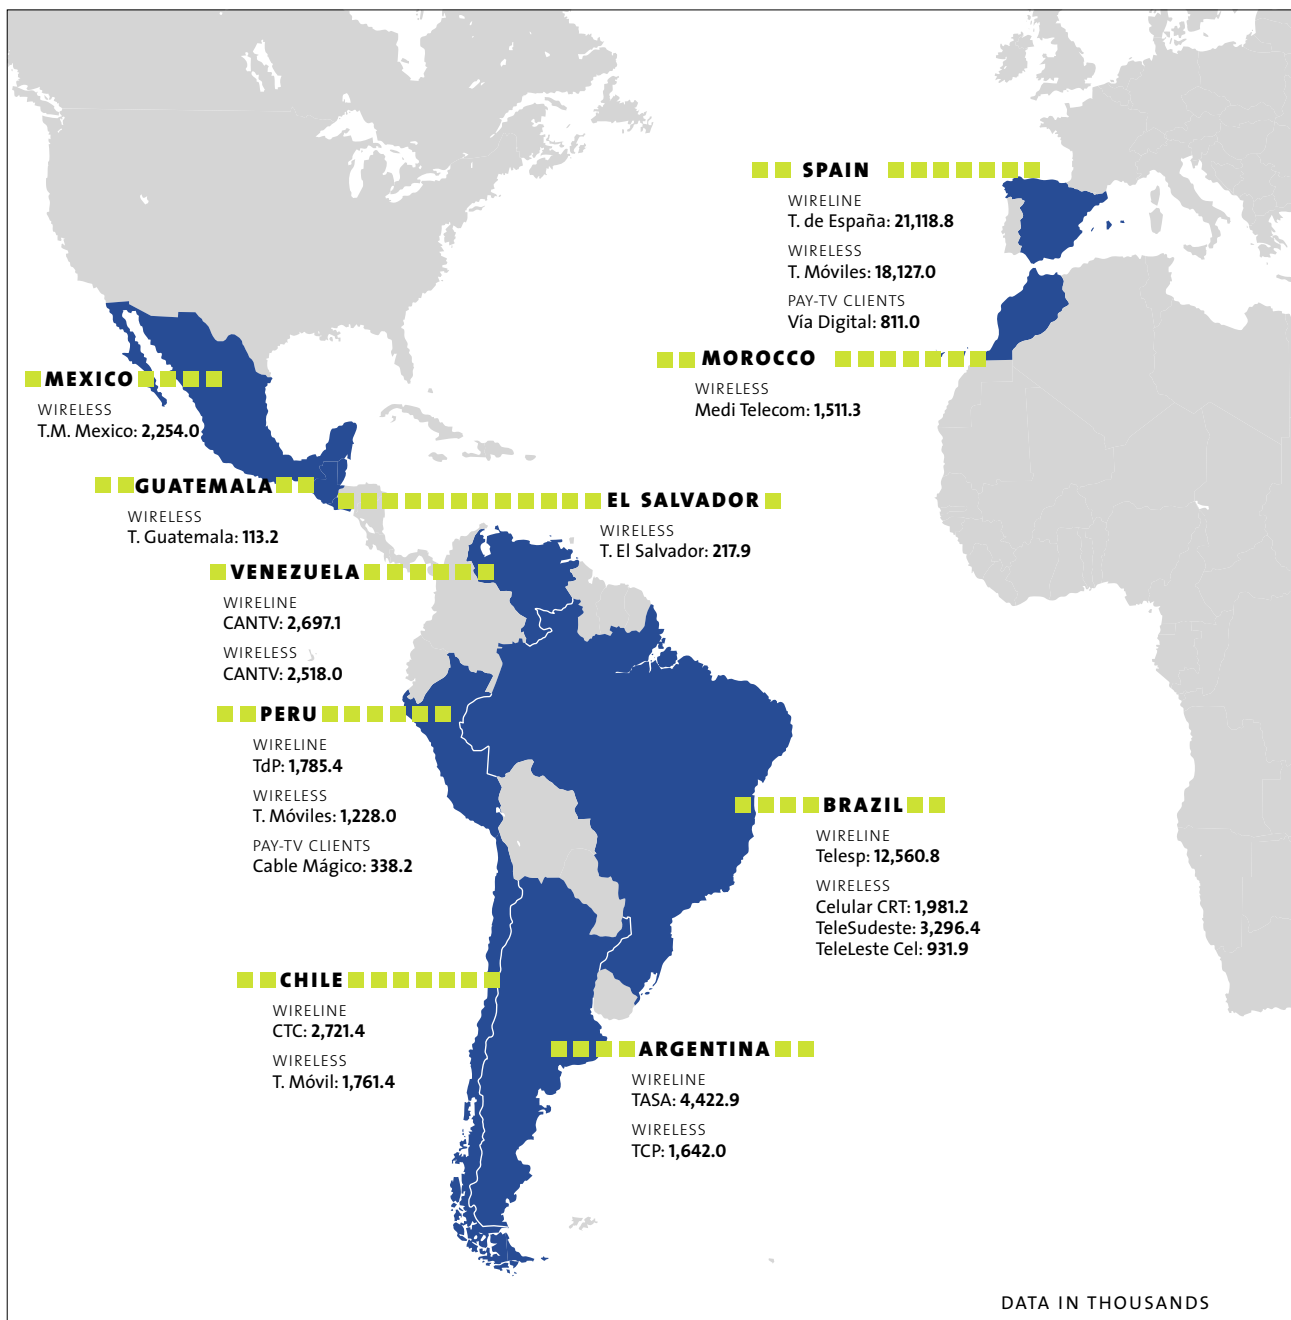 SPAIN
WIRELINE
T. de España: 21,118.8
WIRELESS
T. Móviles: 18,127.0
PAY-TV CLIENTS
Vía Digital: 811.0
MOROCCO
WIRELESS
Medi Telecom: 1,511.3
MEXICO
WIRELESS
T.M. Mexico: 2,254.0
GUATEMALA
WIRELESS
T. Guatemala: 113.2
EL SALVADOR
WIRELESS
T. El Salvador: 217.9
VENEZUELA
WIRELINE
CANTV: 2,697.1
WIRELESS
CANTV: 2,518.0
PERU
WIRELINE
TdP: 1,785.4
WIRELESS
T. Móviles: 1,228.0
PAY-TV CLIENTS
Cable Mágico: 338.2
BRAZIL
WIRELINE
Telesp: 12,560.8
WIRELESS
Celular CRT: 1,981.2
TeleSudeste: 3,296.4
TeleLeste Cel: 931.9
CHILE
WIRELINE
CTC: 2,721.4
WIRELESS
T. Móvil: 1,761.4
ARGENTINA
WIRELINE
TASA: 4,422.9
WIRELESS
TCP: 1,642.0
DATA IN THOUSANDS